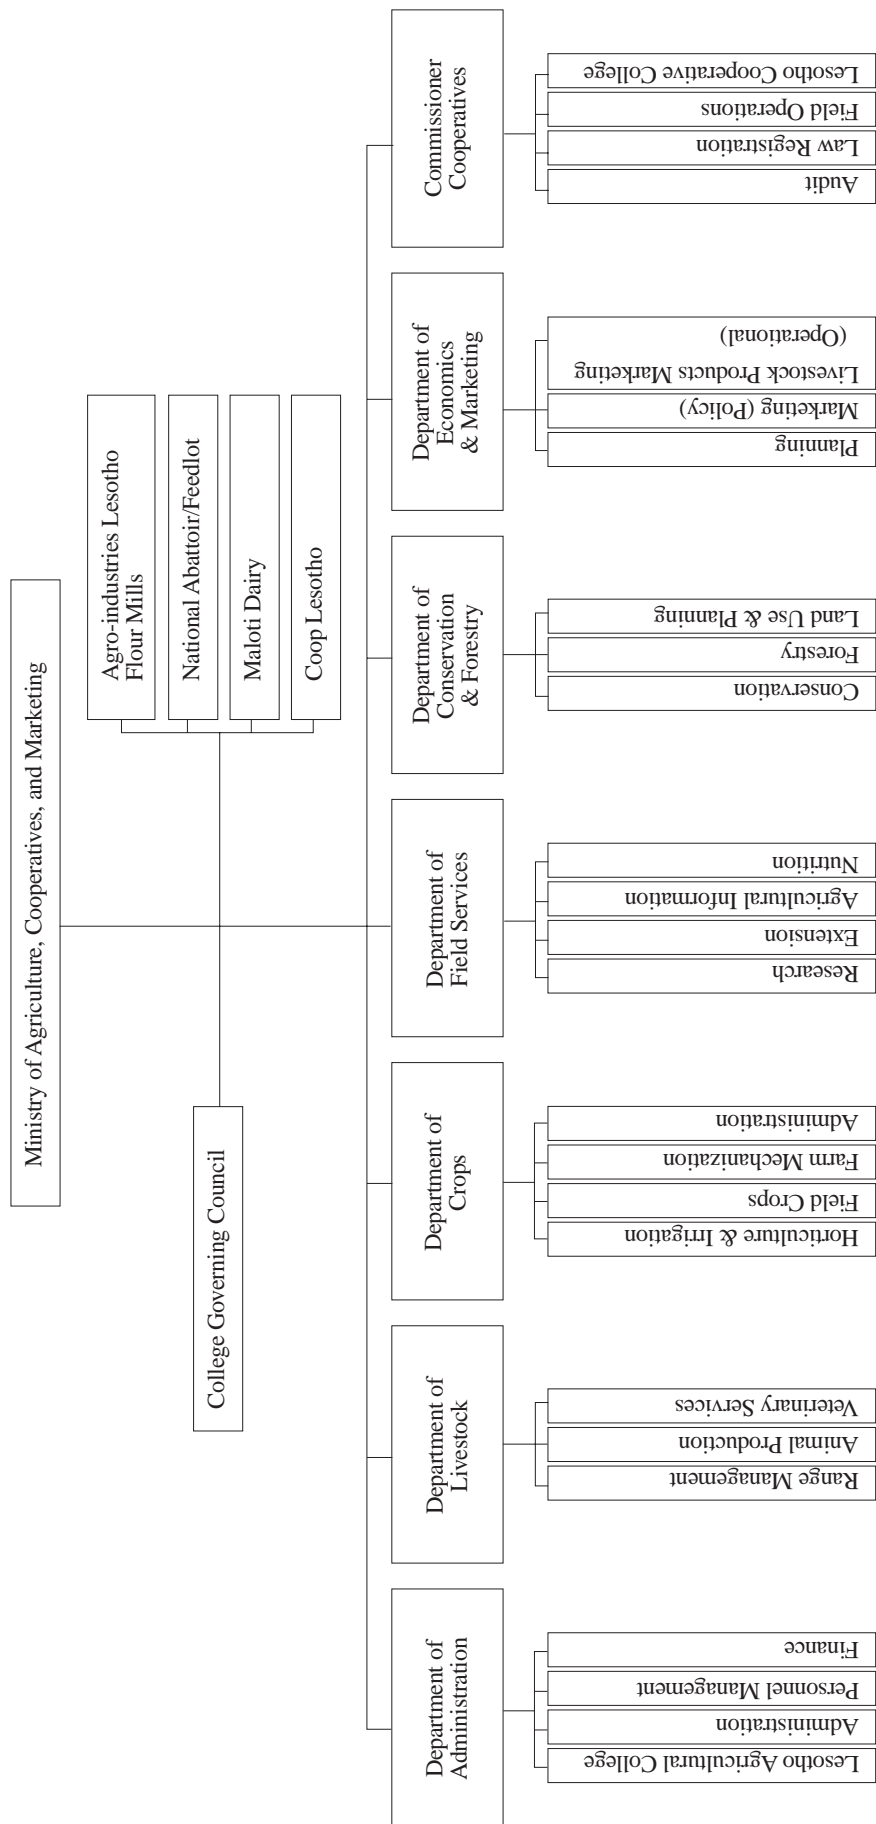 Ministry of Agriculture, Cooperatives, and Marketing
College Governing Council
Agro-industries Lesotho
Flour Mills
National Abattoir/Feedlot
Maloti Dairy
Coop Lesotho
Department of
Administration
Lesotho Agricultural College
Administration
Personnel Management
Finance
Department of
Livestock
Range Management
Animal Production
Veterinary Services
Department of
Crops
Horticulture & Irrigation
Field Crops
Farm Mechanization
Administration
Department of
Field Services
Research
Extension
Agricultural Information
Nutrition
Department of
Conservation
& Forestry
Conservation
Forestry
Land Use & Planning
Department of
Economics
& Marketing
Planning
Marketing (Policy)
Livestock Products Marketing
(Operational)
Commissioner
Cooperatives
Audit
Law Registration
Field Operations
Lesotho Cooperative College